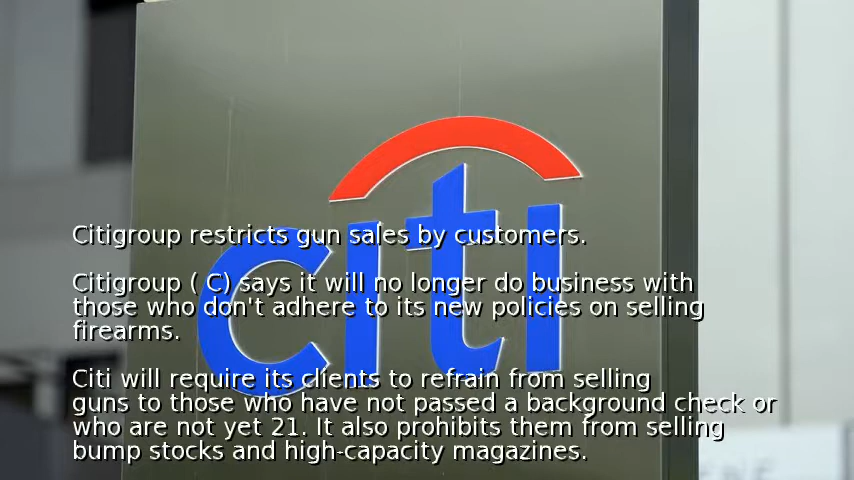 citi
Citigroup restricts gun sales by customers.
Citigroup ( C) says it will no longer do business with
those who don't adhere to its new policies on selling
firearms.
Citi will require its clients to refrain from selling
guns to those who have not passed a background check or
who are not yet 21. It also prohibits them from selling
bump stocks and high-capacity magazines.